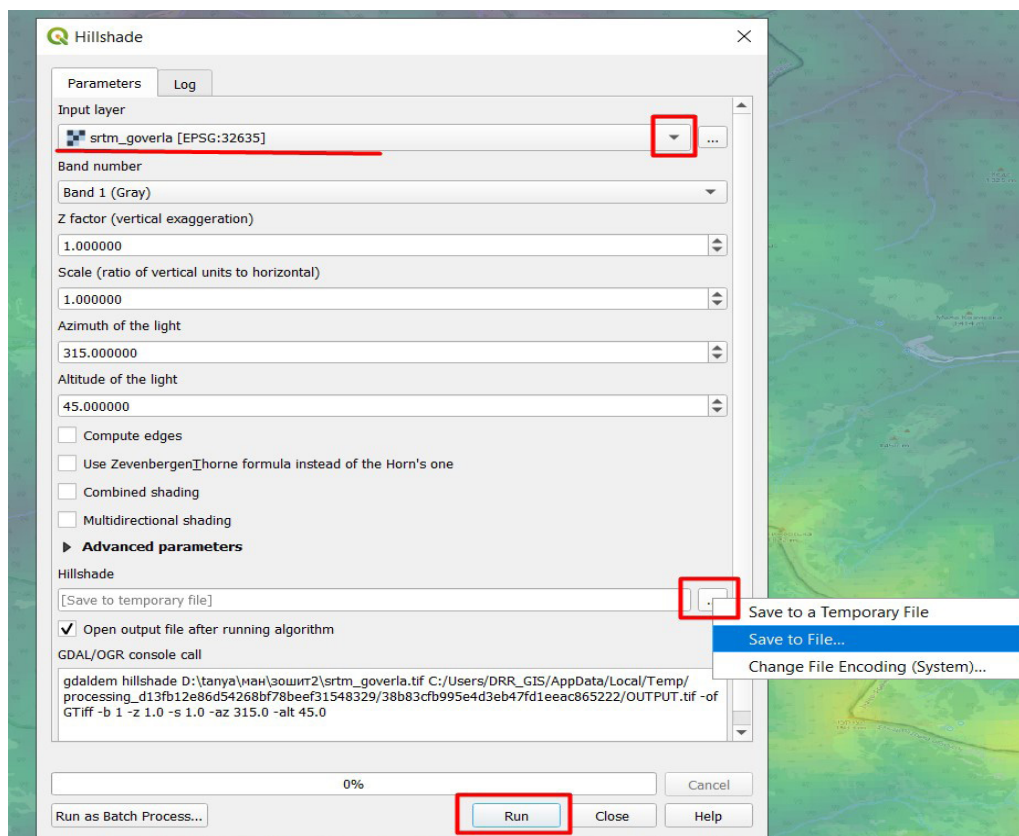 Hillshade
Parameters
Log
Input layer
srtm_goverla [EPSG:32635]
...
Band number
Band 1 (Gray)
Z factor (vertical exaggeration)
1.000000
Scale (ratio of vertical units to horizontal)
1.000000
Azimuth of the light
315.000000
Altitude of the light
45.000000
Compute edges
Use ZevenbergenThorne formula instead of the Horn's one
Combined shading
Multidirectional shading
Advanced parameters
Hillshade
[Save to temporary file]
Save to a Temporary File
Open output file after running algorithm
Save to File...
GDAL/OGR console call
Change File Encoding (System)...
gdaldem hillshade D:\tanya\ман\зошит2\srtm_goverla.tif C:/Users/DRR_GIS/AppData/Local/Temp/
processing_d13fb12e86d54268bf78beef31548329/38b83cfb995e4d3eb47fd1eeac865222/OUTPUT.tif -of
GTiff -b 1 -z 1.0 -s 1.0 -az 315.0 -alt 45.0
0%
Cancel
Run as Batch Process...
Run
Close
Help